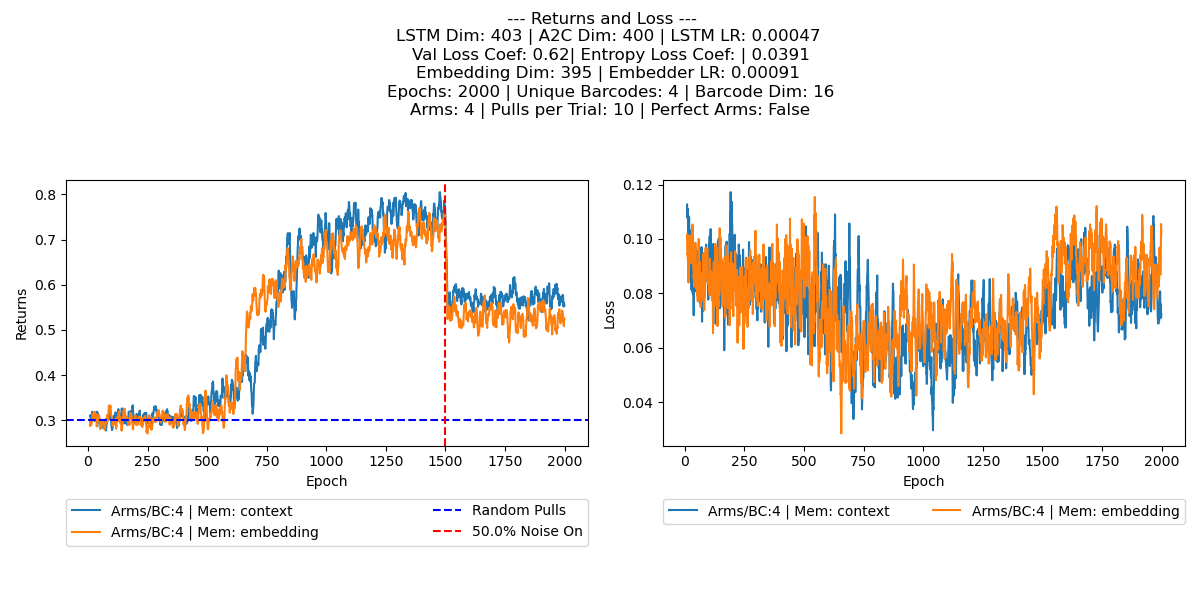 --- Returns and Loss ---
LSTM Dim: 403 | A2C Dim: 400 | LSTM LR: 0.00047
Val Loss Coef: 0.62| Entropy Loss Coef: | 0.0391
Embedding Dim: 395 | Embedder LR: 0.00091
Epochs: 2000 | Unique Barcodes: 4 | Barcode Dim: 16
Arms: 4 | Pulls per Trial: 10 | Perfect Arms: False
0.8
0.7
0.6
0.5
0.4
0.3
Returns
0 250 500 750 1000 1250 1500 1750 2000
Epoch
Arms/BC:4 | Mem: context
Arms/BC:4 | Mem: embedding
Random Pulls
50.0% Noise On
0.12
0.10
0.08
0.06
0.04
Loss
0 250 500 750 1000 1250 1500 1750 2000
Epoch
Arms/BC:4 | Mem: context
Arms/BC:4 | Mem: embedding